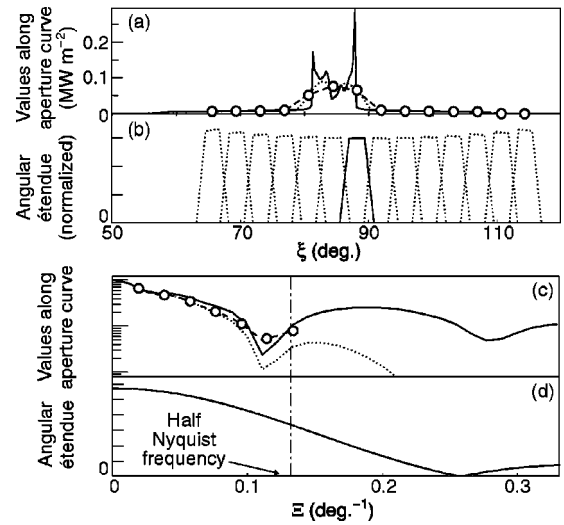 Values along
aperture curve
(MW m⁻²)
0.2
0.1
0
(a)
Angular
étendue
(normalized)
0
(b)
50
70
90
110
ξ (deg.)
Values along
aperture curve
(c)
Angular
étendue
0
(d)
Half
Nyquist
frequency
0
0.1
0.2
0.3
Ξ (deg.⁻¹)